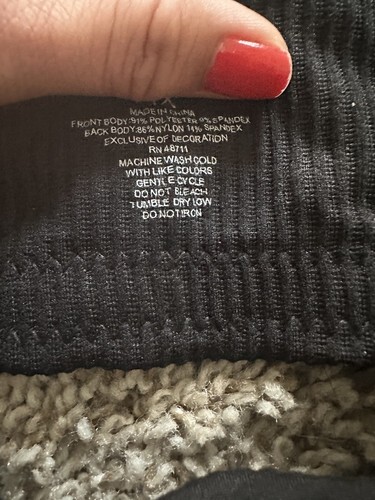 X
MADE IN CHINA
FRONT BODY: 91% POLYESTER 9% SPANDEX
BACK BODY: 86% NYLON 14% SPANDEX
EXCLUSIVE OF DECORATION
RN 48711
MACHINE WASH COLD
WITH LIKE COLORS
GENTLE CYCLE
DO NOT BLEACH
TUMBLE DRY LOW
DO NOT IRON